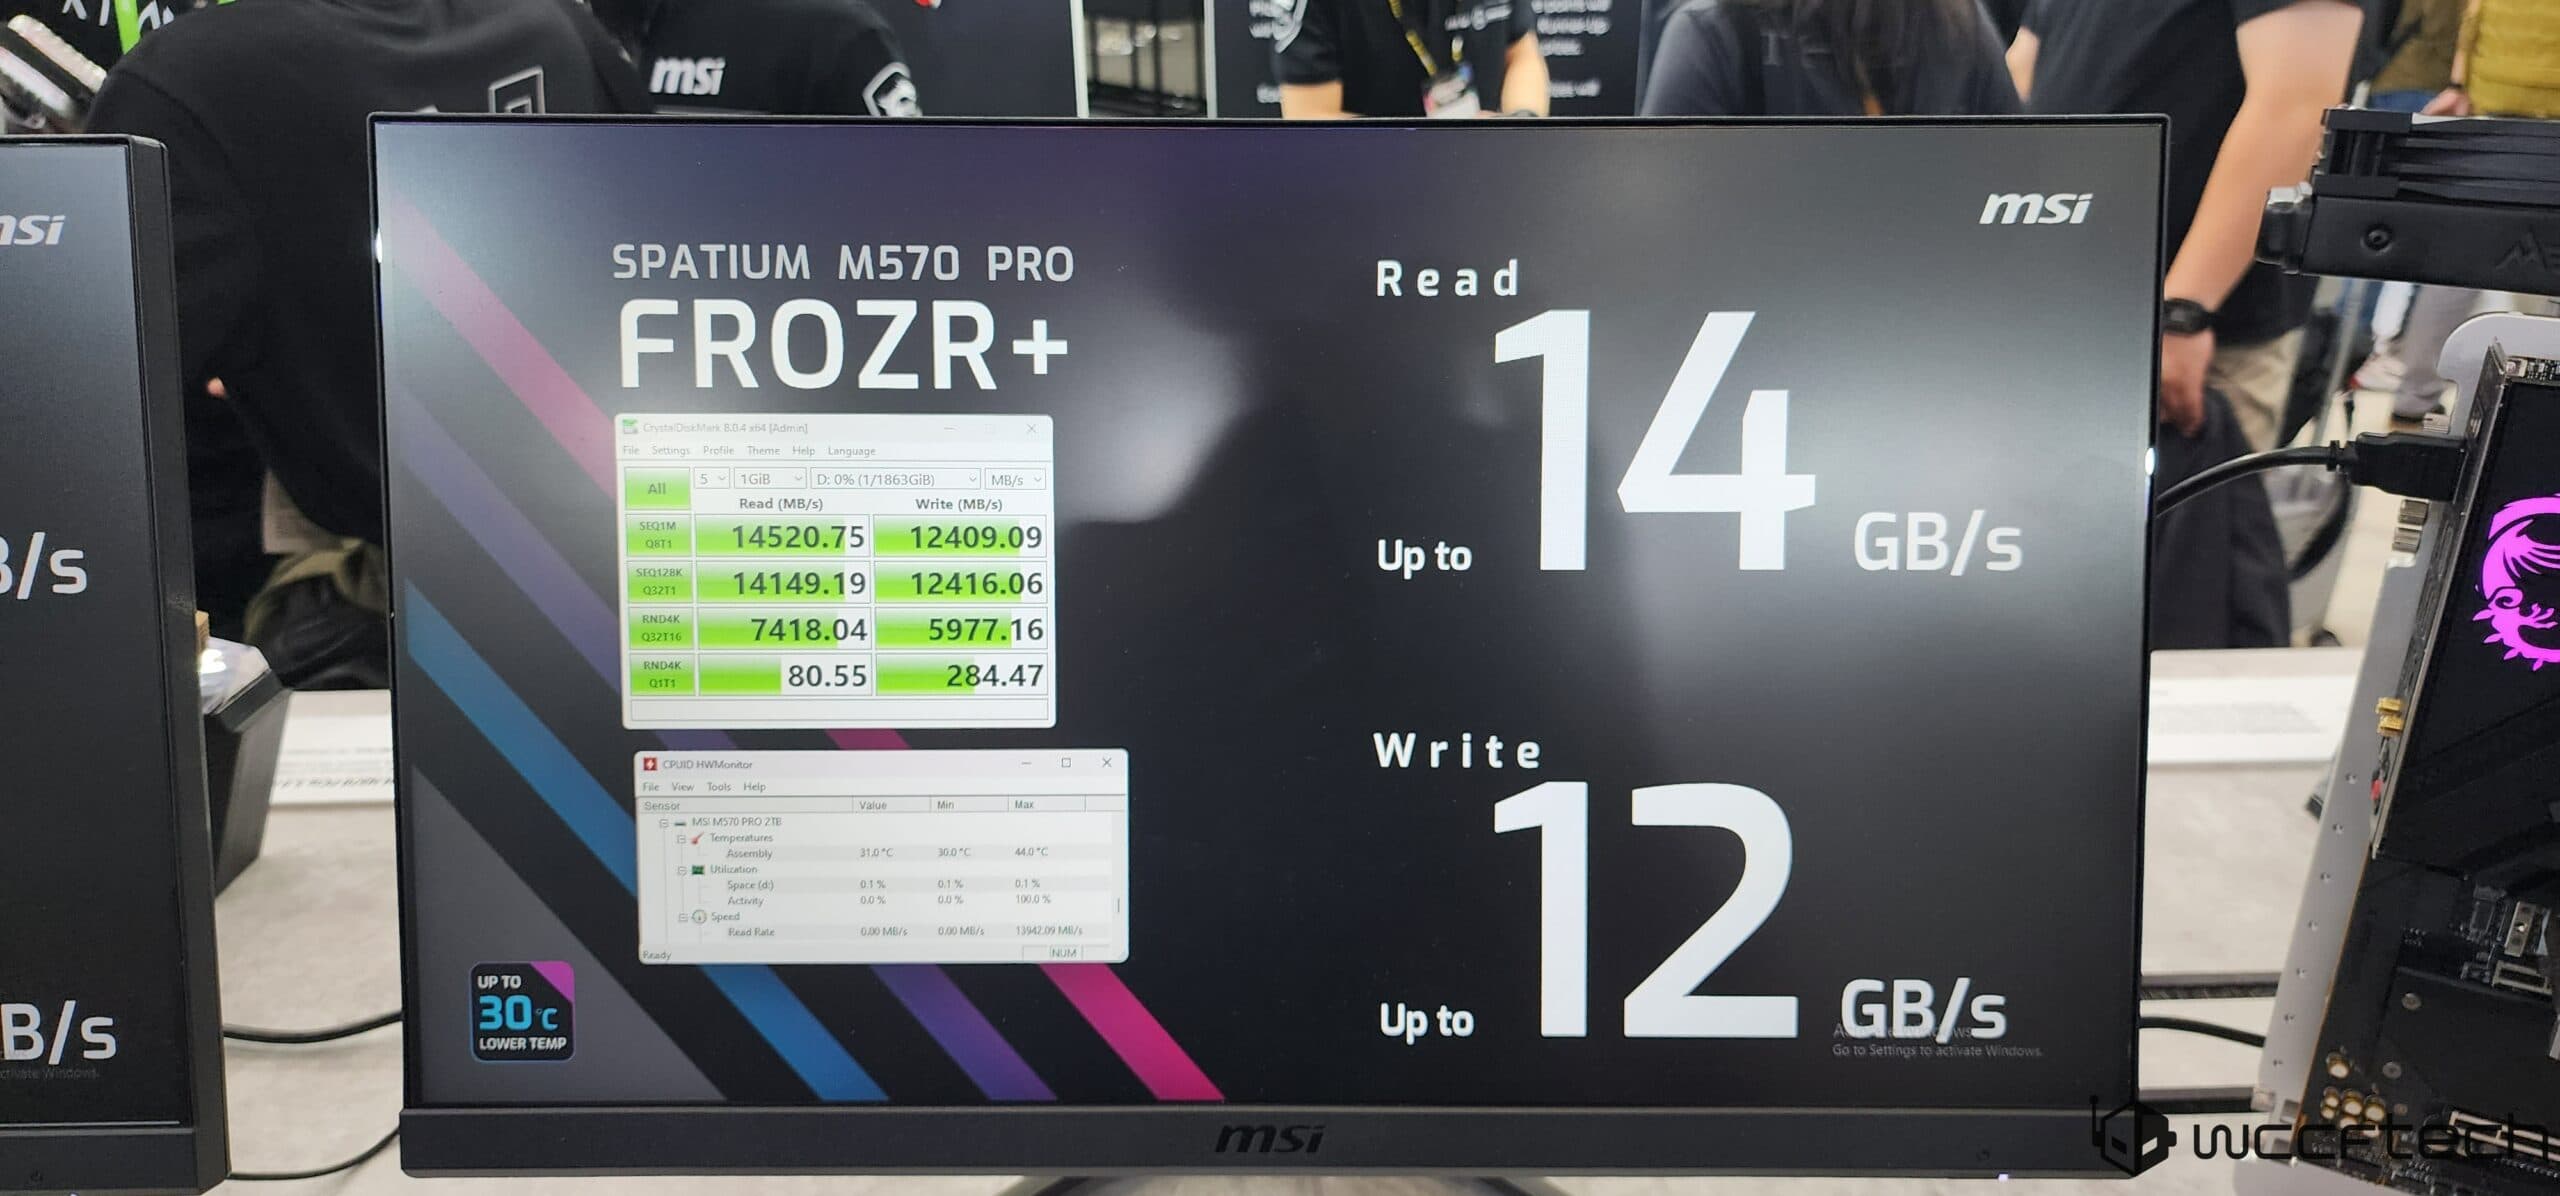 msi
msi
msi
SPATIUM M570 PRO
FROZR+
CrystalDiskMark 8.0.4 x64 [Admin]
File Settings Profile Theme Help Language
All 5 1GiB D: 0% (1/1863GiB) MB/s
Read (MB/s) Write (MB/s)
SEQ1M
Q8T1 14520.75 12409.09
SEQ128K
Q32T1 14149.19 12416.06
RND4K
Q32T16 7418.04 5977.16
RND4K
Q1T1 80.55 284.47
CPUID HWMonitor
File View Tools Help
Sensor Value Min Max
MSI M570 PRO 2TB
Temperatures
Assembly 31.0 °C 30.0 °C 44.0 °C
Utilization
Space (d:) 0.1 % 0.1 % 0.1 %
Activity 0.0 % 0.0 % 100.0 %
Speed
Read Rate 0.00 MB/s 0.00 MB/s 13942.09 MB/s
Ready NUM
UP TO
30°C
LOWER TEMP
Read
Up to 14 GB/s
Write
Up to 12 GB/s
Go to Settings to activate Windows.
msi
B/s
B/s
activate Windows.
wccftech